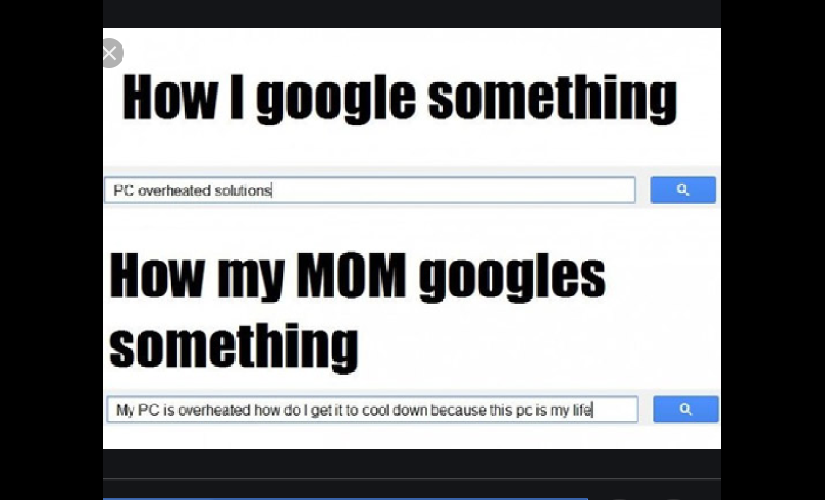 How I google something
PC overheated solutions
How my MOM googles
something
My PC is overheated how do I get it to cool down because this pc is my life